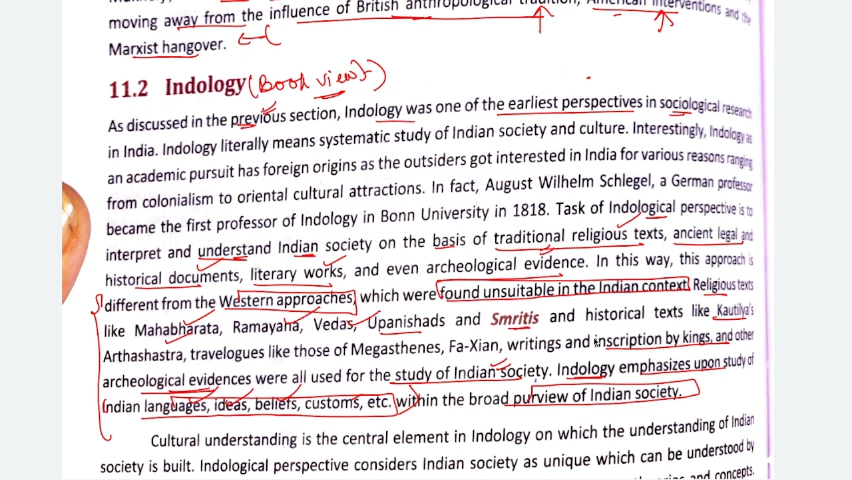 moving away from the influence of British anthropological tradition, American interventions and the
Marxist hangover.
11.2 Indology (Book view)
As discussed in the previous section, Indology was one of the earliest perspectives in sociological research
in India. Indology literally means systematic study of Indian society and culture. Interestingly, Indology as
an academic pursuit has foreign origins as the outsiders got interested in India for various reasons ranging
from colonialism to oriental cultural attractions. In fact, August Wilhelm Schlegel, a German professor
became the first professor of Indology in Bonn University in 1818. Task of Indological perspective is to
interpret and understand Indian society on the basis of traditional religious texts, ancient legal and
historical documents, literary works, and even archeological evidence. In this way, this approach is
different from the Western approaches, which were found unsuitable in the Indian context. Religious texts
like Mahabharata, Ramayaha, Vedas, Upanishads and Smritis and historical texts like Kautilya's
Arthashastra, travelogues like those of Megasthenes, Fa-Xian, writings and inscription by kings, and other
archeological evidences were all used for the study of Indian society. Indology emphasizes upon study of
Indian languages, ideas, beliefs, customs, etc. within the broad purview of Indian society.
Cultural understanding is the central element in Indology on which the understanding of Indian
society is built. Indological perspective considers Indian society as unique which can be understood by
and concepts.